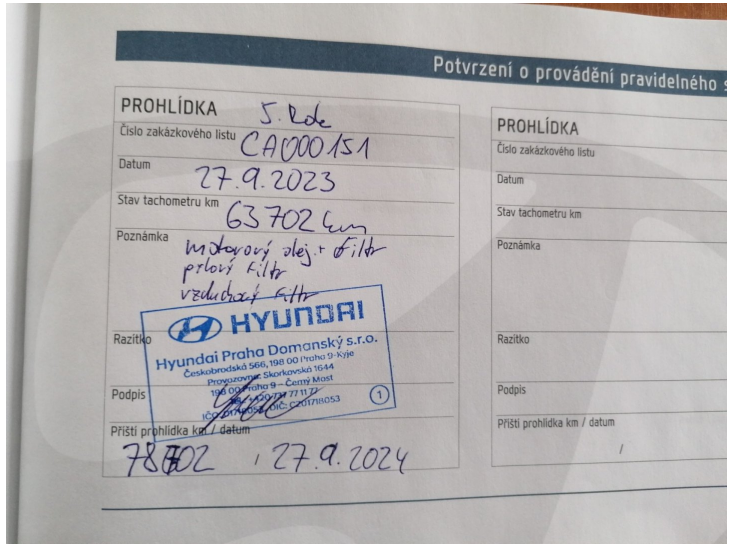 Potvrzení o provádění pravidelného s
PROHLÍDKA 5. Rok
Číslo zakázkového listu CA000151
Datum 27.9.2023
Stav tachometru km 63702 km
Poznámka motorový olej + filtr
pylový filtr
vzduchový filtr
Razítko
HYUNDAI
Hyundai Praha Domanský s.r.o.
Českobrodská 566, 198 00 Praha 9-Kyje
Provozovna: Skorkovská 1644
198 00 Praha 9 - Černý Most
DIČ: CZ01718053
1
Podpis
Příští prohlídka km / datum
78702 / 27.9.2024
PROHLÍDKA
Číslo zakázkového listu
Datum
Stav tachometru km
Poznámka
Razítko
Podpis
Příští prohlídka km / datum
/